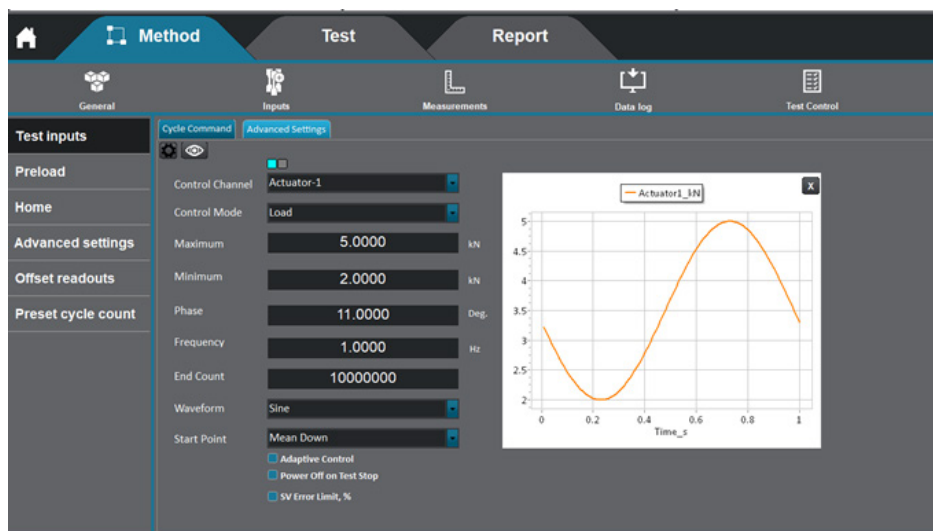 Method Test Report
General Inputs Measurements Data log Test Control
Test inputs
Preload
Home
Advanced settings
Offset readouts
Preset cycle count
Cycle Command Advanced Settings
Control Channel Actuator-1
Control Mode Load
Maximum 5.0000 kN
Minimum 2.0000 kN
Phase 11.0000 Deg.
Frequency 1.0000 Hz
End Count 10000000
Waveform Sine
Start Point Mean Down
Adaptive Control
Power Off on Test Stop
SV Error Limit, %
X
Actuator1_kN
5
4.5
4
3.5
3
2.5
2
0 0.2 0.4 0.6 0.8 1
Time_s